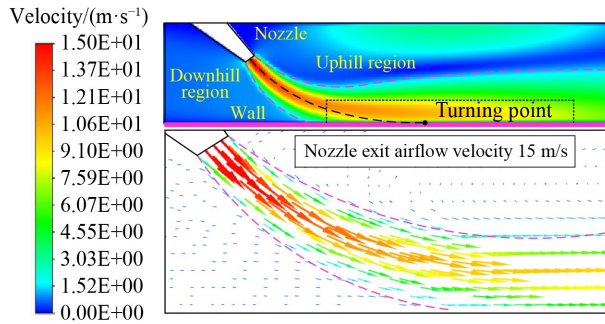 Velocity/(m·s⁻¹)
1.50E+01
1.37E+01
1.21E+01
1.06E+01
9.10E+00
7.58E+00
6.07E+00
4.55E+00
3.03E+00
1.52E+00
0.00E+00
Nozzle
Uphill region
Downhill
region
Wall
Turning point
Nozzle exit airflow velocity 15 m/s